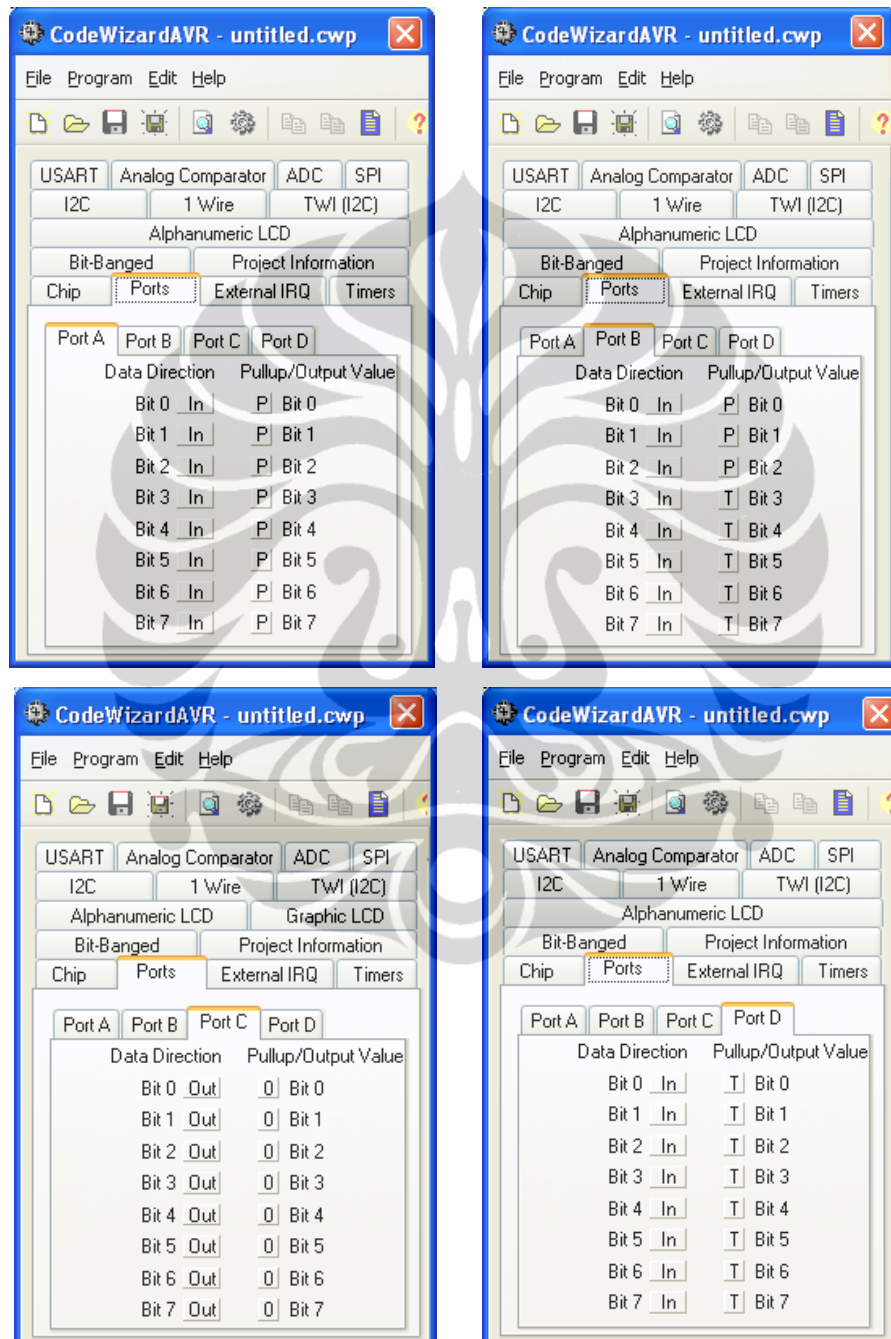 CodeWizardAVR - untitled.cwp
File Program Edit Help
USART Analog Comparator ADC SPI
I2C 1 Wire TWI (I2C)
Alphanumeric LCD
Bit-Banged Project Information
Chip Ports External IRQ Timers
Port A Port B Port C Port D
Data Direction Pullup/Output Value
Bit 0 In P Bit 0
Bit 1 In P Bit 1
Bit 2 In P Bit 2
Bit 3 In P Bit 3
Bit 4 In P Bit 4
Bit 5 In P Bit 5
Bit 6 In P Bit 6
Bit 7 In P Bit 7
CodeWizardAVR - untitled.cwp
File Program Edit Help
USART Analog Comparator ADC SPI
I2C 1 Wire TWI (I2C)
Alphanumeric LCD
Bit-Banged Project Information
Chip Ports External IRQ Timers
Port A Port B Port C Port D
Data Direction Pullup/Output Value
Bit 0 In P Bit 0
Bit 1 In P Bit 1
Bit 2 In P Bit 2
Bit 3 In T Bit 3
Bit 4 In T Bit 4
Bit 5 In T Bit 5
Bit 6 In T Bit 6
Bit 7 In T Bit 7
CodeWizardAVR - untitled.cwp
File Program Edit Help
USART Analog Comparator ADC SPI
I2C 1 Wire TWI (I2C)
Alphanumeric LCD Graphic LCD
Bit-Banged Project Information
Chip Ports External IRQ Timers
Port A Port B Port C Port D
Data Direction Pullup/Output Value
Bit 0 Out 0 Bit 0
Bit 1 Out 0 Bit 1
Bit 2 Out 0 Bit 2
Bit 3 Out 0 Bit 3
Bit 4 Out 0 Bit 4
Bit 5 Out 0 Bit 5
Bit 6 Out 0 Bit 6
Bit 7 Out 0 Bit 7
CodeWizardAVR - untitled.cwp
File Program Edit Help
USART Analog Comparator ADC SPI
I2C 1 Wire TWI (I2C)
Alphanumeric LCD
Bit-Banged Project Information
Chip Ports External IRQ Timers
Port A Port B Port C Port D
Data Direction Pullup/Output Value
Bit 0 In T Bit 0
Bit 1 In T Bit 1
Bit 2 In T Bit 2
Bit 3 In T Bit 3
Bit 4 In T Bit 4
Bit 5 In T Bit 5
Bit 6 In T Bit 6
Bit 7 In T Bit 7